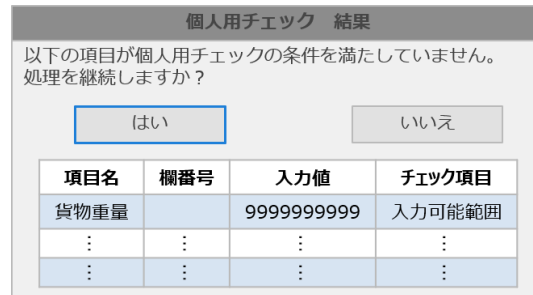 個人用チェック　結果
以下の項目が個人用チェックの条件を満たしていません。
処理を継続しますか？
はい　いいえ
項目名　欄番号　入力値　チェック項目
貨物重量　9999999999　入力可能範囲
⋮　⋮　⋮　⋮
⋮　⋮　⋮　⋮